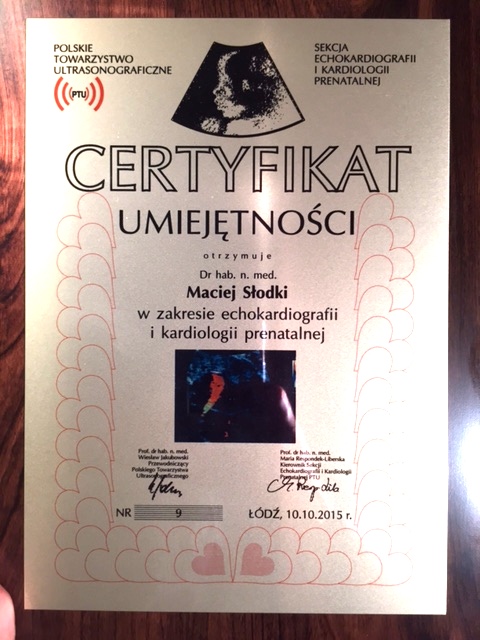 POLSKIE
TOWARZYSTWO
ULTRASONOGRAFICZNE
(PTU)
SEKCJA
ECHOKARDIOGRAFII
I KARDIOLOGII
PRENATALNEJ
CERTYFIKAT
UMIEJĘTNOŚCI
otrzymuje
Dr hab. n. med.
Maciej Słodki
w zakresie echokardiografii
i kardiologii prenatalnej
Prof. dr hab. n. med.
Wiesław Jakubowski
Przewodniczący
Polskiego Towarzystwa
Ultrasonograficznego
Prof. dr hab. n. med.
Maria Respondek-Liberska
Kierownik Sekcji
Echokardiografii i Kardiologii
Prenatalnej PTU
NR 9
ŁÓDŹ, 10.10.2015 r.